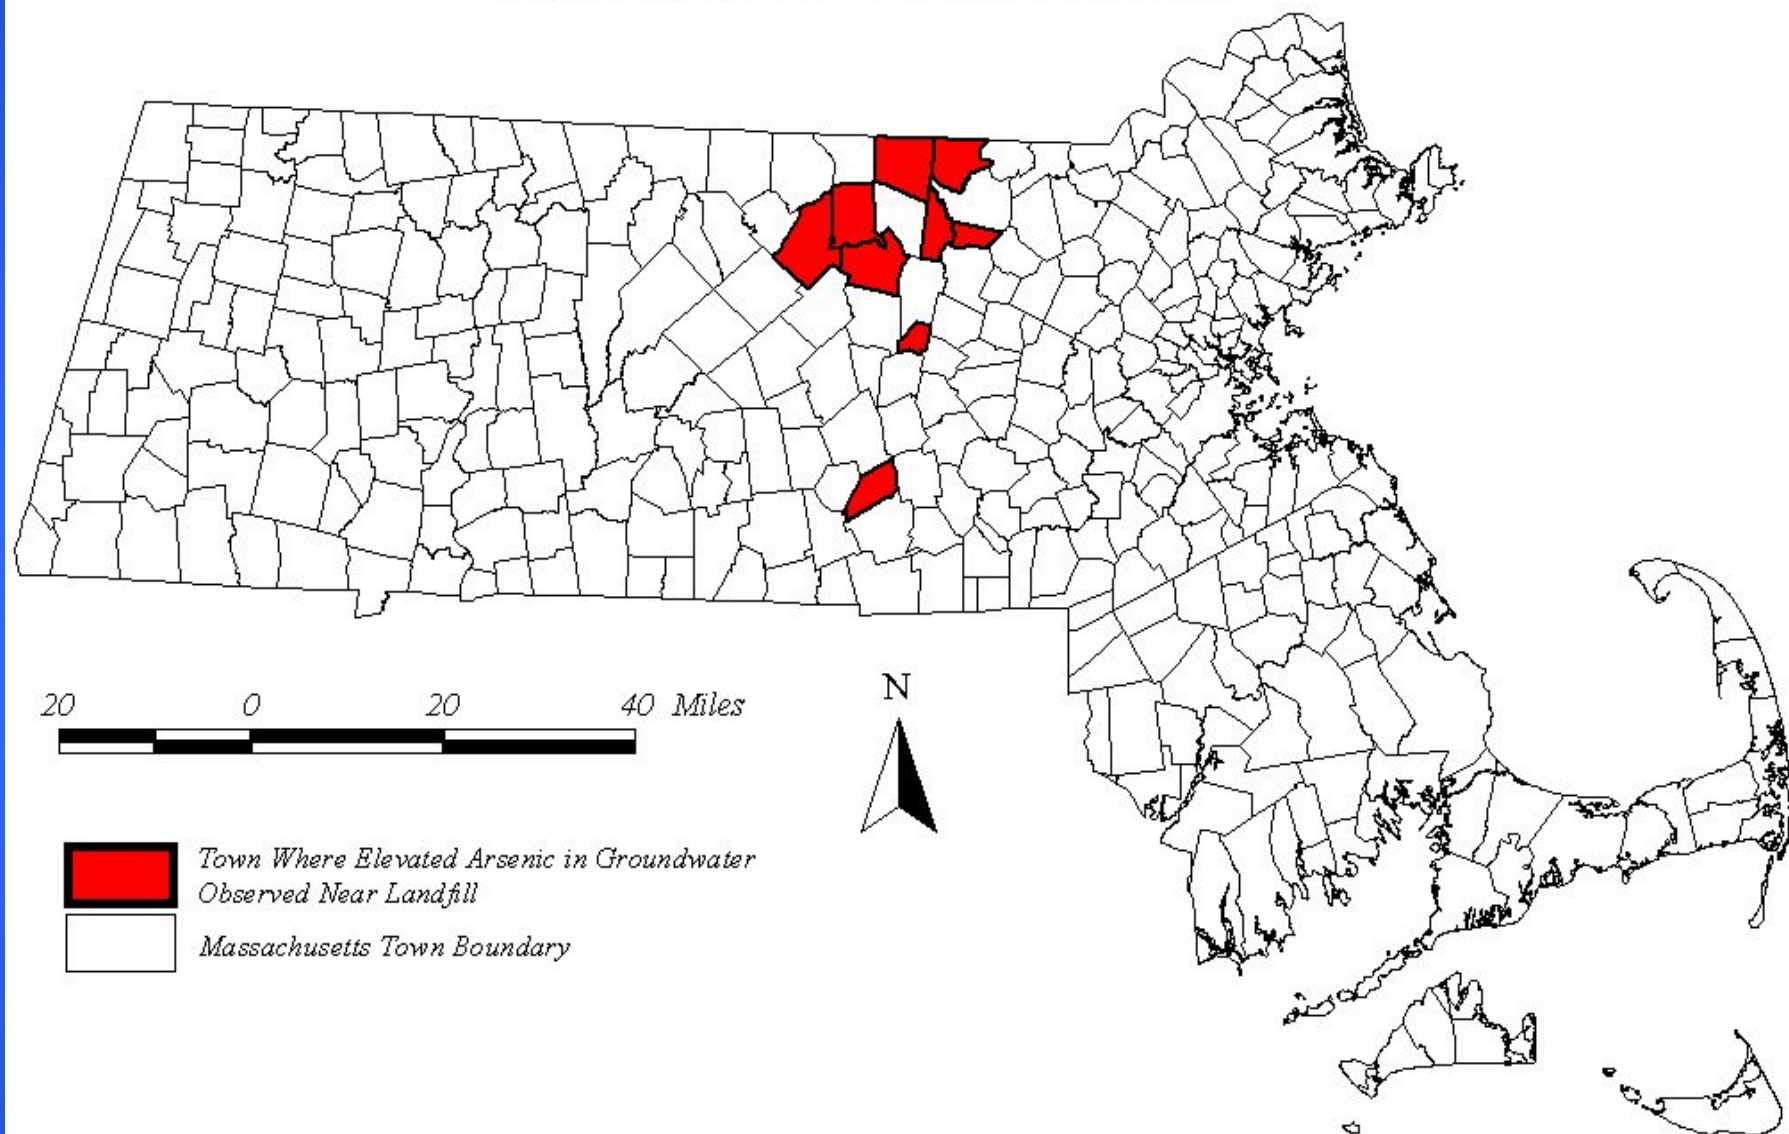 20 0 20 40 Miles
N
Town Where Elevated Arsenic in Groundwater
Observed Near Landfill
Massachusetts Town Boundary